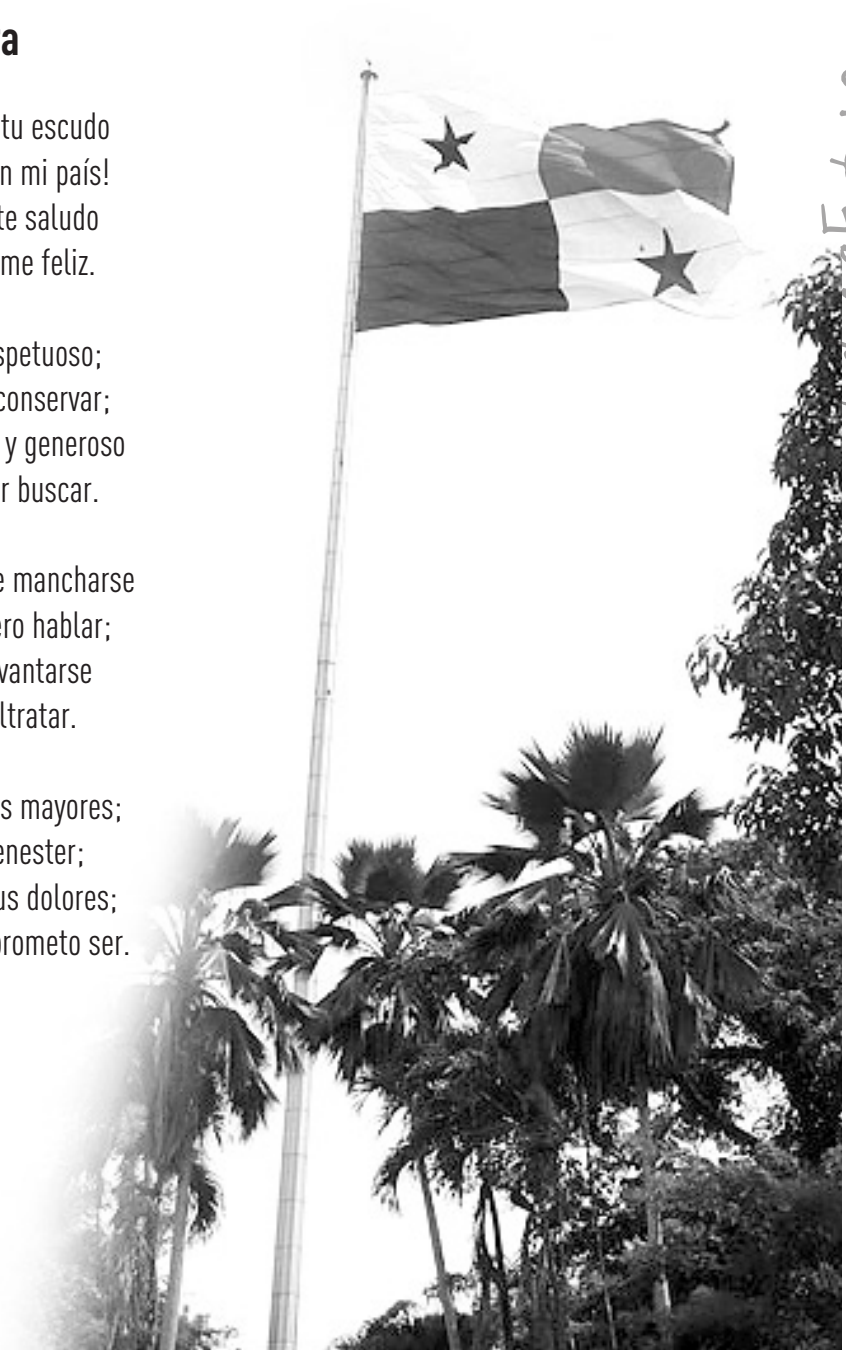 a
tu escudo
n mi país!
te saludo
me feliz.
spetuoso;
conservar;
y generoso
r buscar.
e mancharse
ero hablar;
vantarse
ltratar.
s mayores;
enester;
us dolores;
prometo ser.